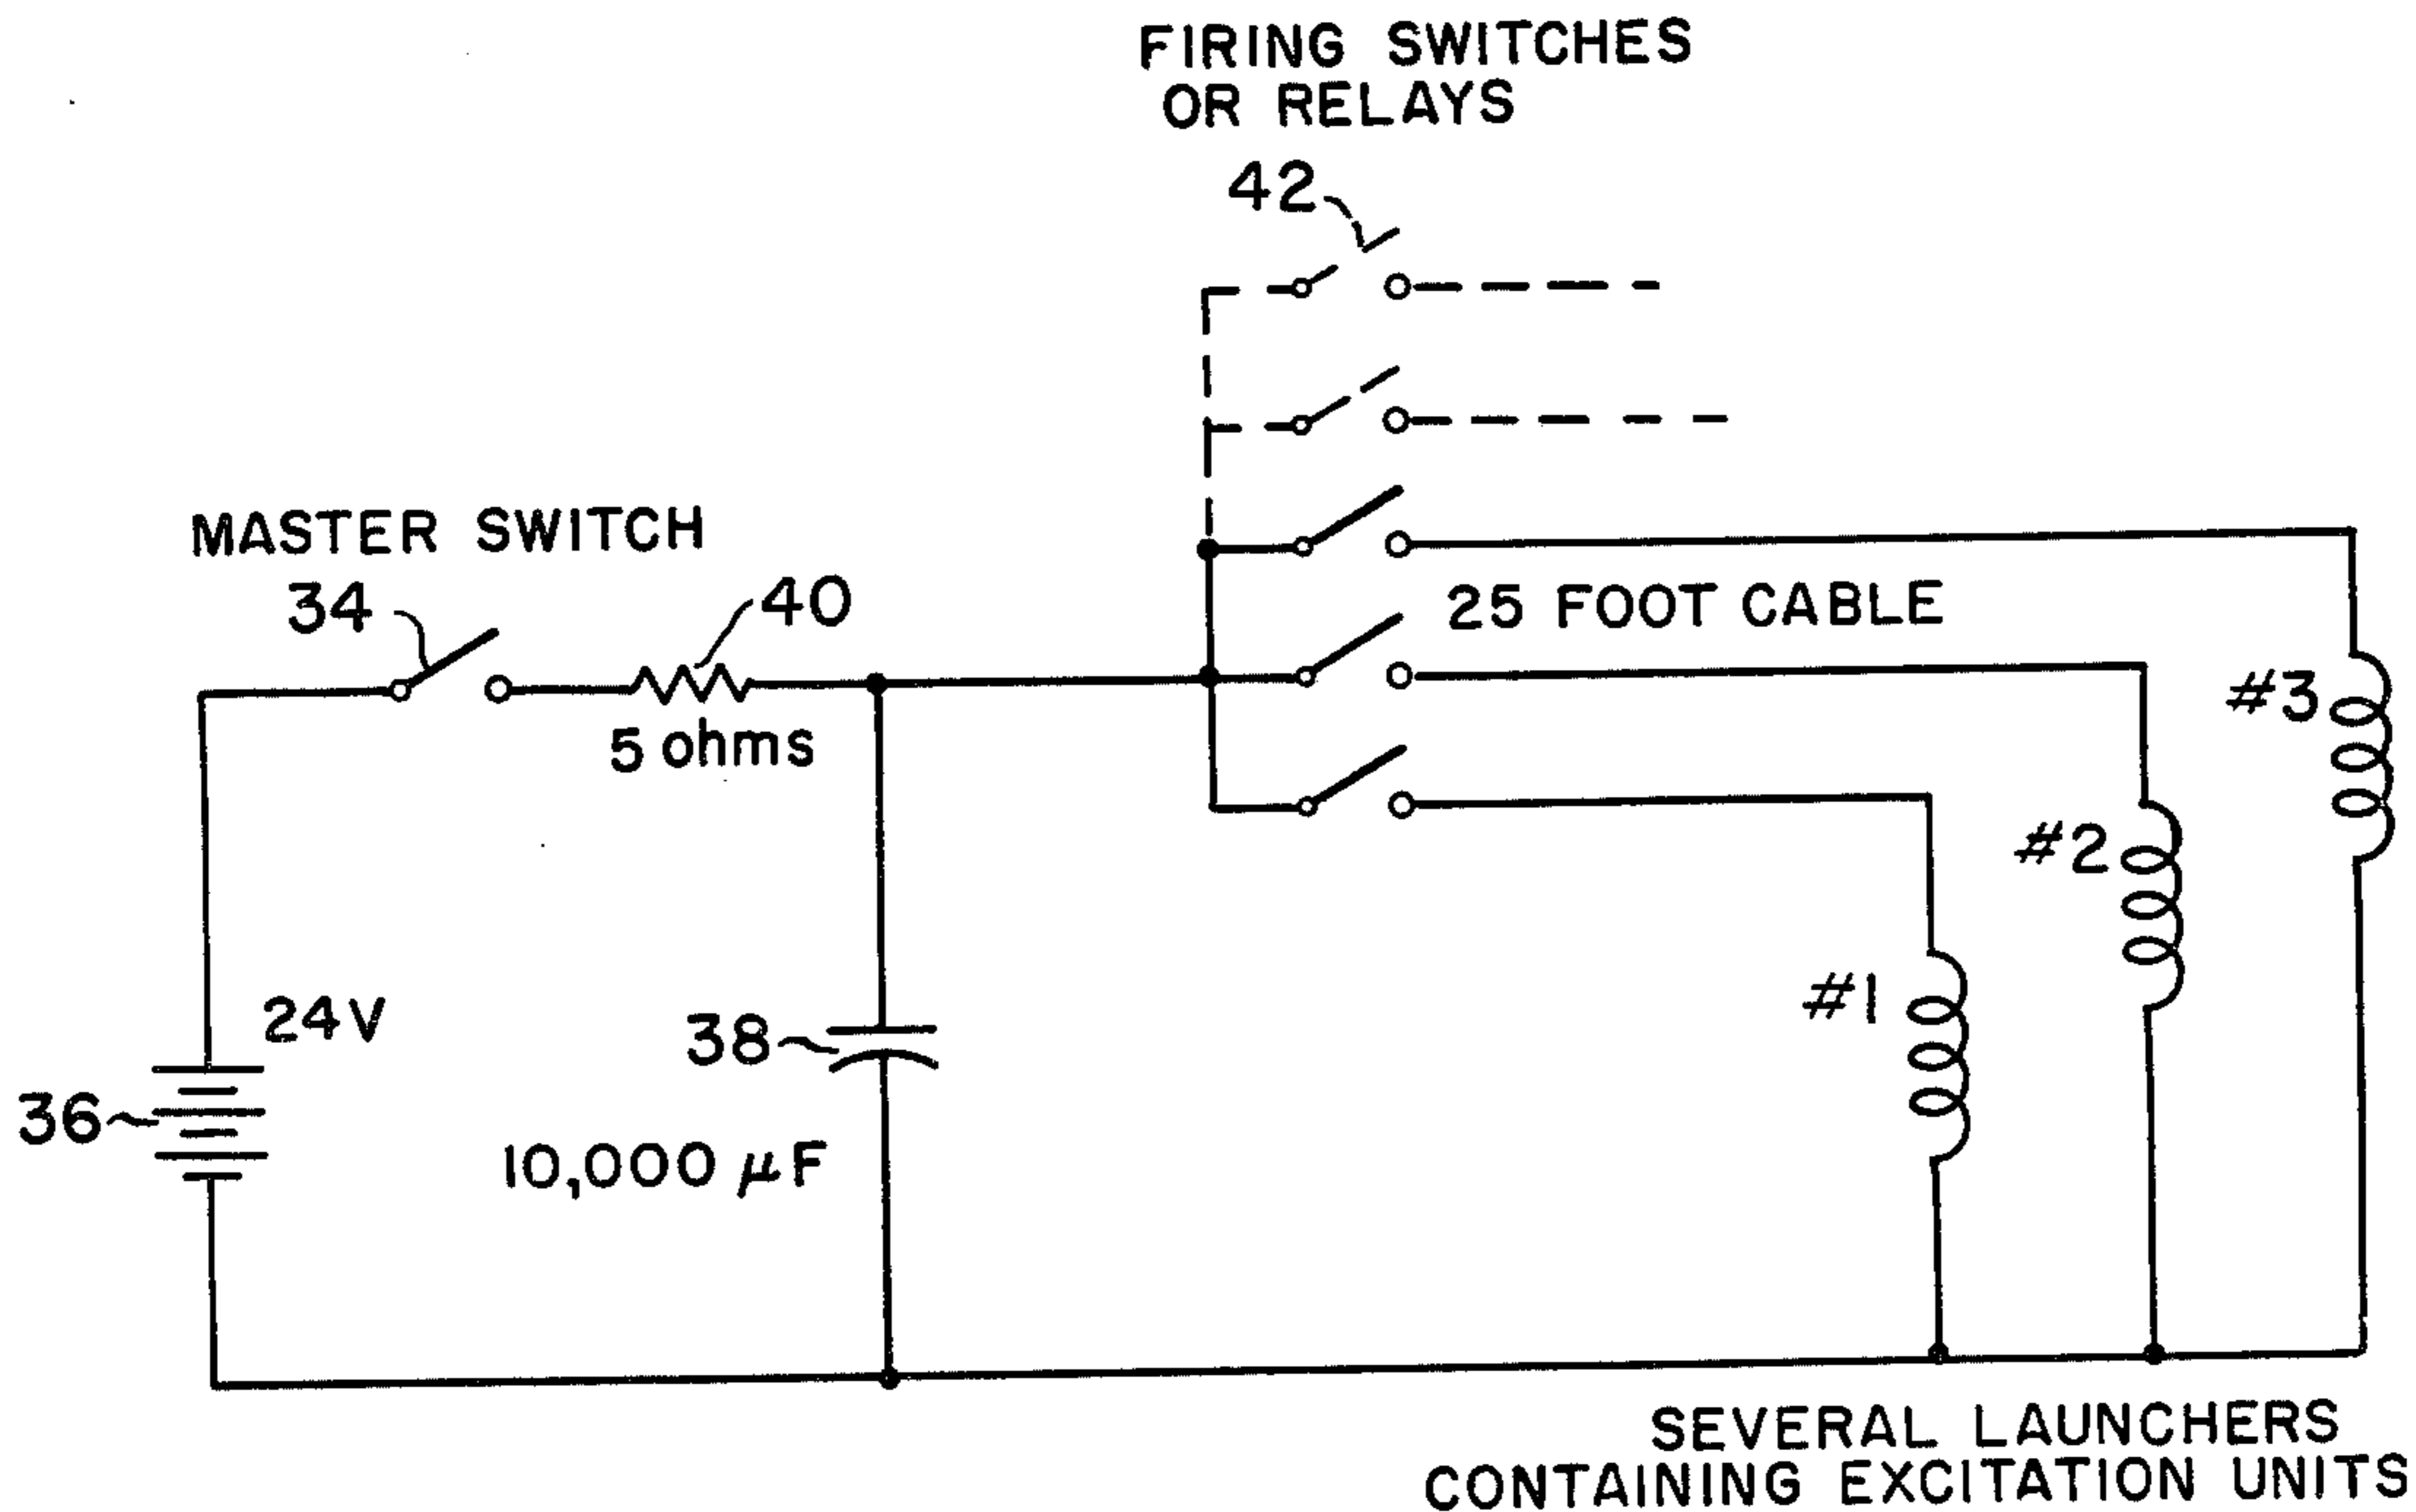 FIRING SWITCHES
OR RELAYS
42
MASTER SWITCH
34
40
5 ohms
25 FOOT CABLE
#3
#2
#1
24V
36
38
10,000 μF
SEVERAL LAUNCHERS
CONTAINING EXCITATION UNITS